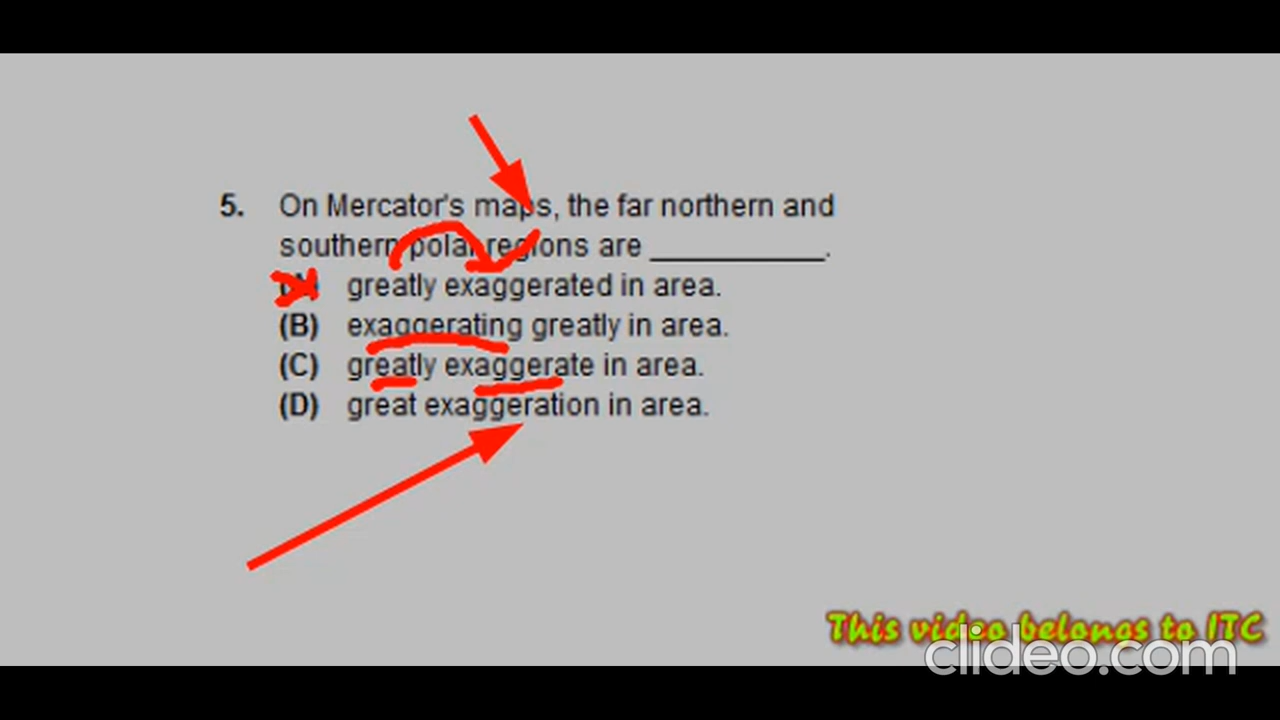 5. On Mercator's maps, the far northern and
southern polar regions are __________.
(A) greatly exaggerated in area.
(B) exaggerating greatly in area.
(C) greatly exaggerate in area.
(D) great exaggeration in area.
This video belongs to ITC
clideo.com